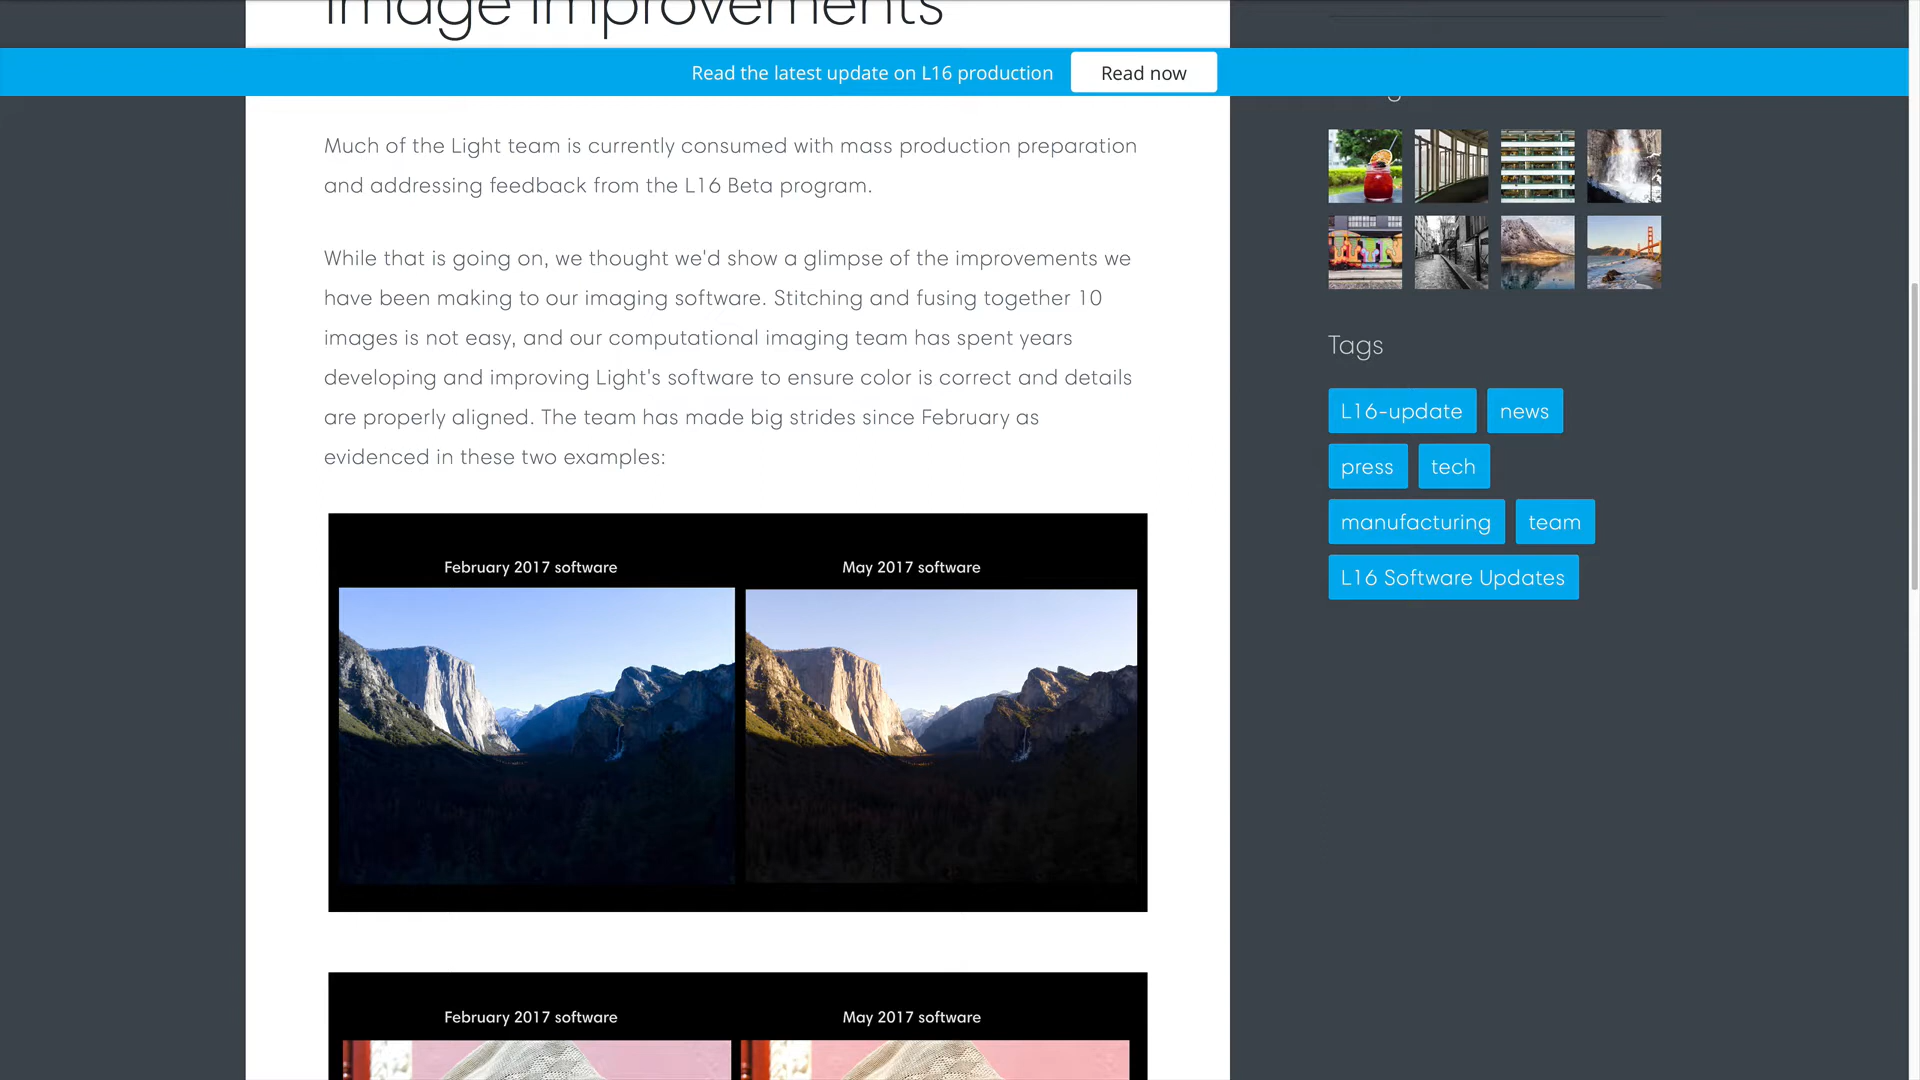 Image Improvements
Read the latest update on L16 production
Read now
Much of the Light team is currently consumed with mass production preparation
and addressing feedback from the L16 Beta program.
While that is going on, we thought we'd show a glimpse of the improvements we
have been making to our imaging software. Stitching and fusing together 10
images is not easy, and our computational imaging team has spent years
developing and improving Light's software to ensure color is correct and details
are properly aligned. The team has made big strides since February as
evidenced in these two examples:
February 2017 software
May 2017 software
February 2017 software
May 2017 software
Tags
L16-update
news
press
tech
manufacturing
team
L16 Software Updates